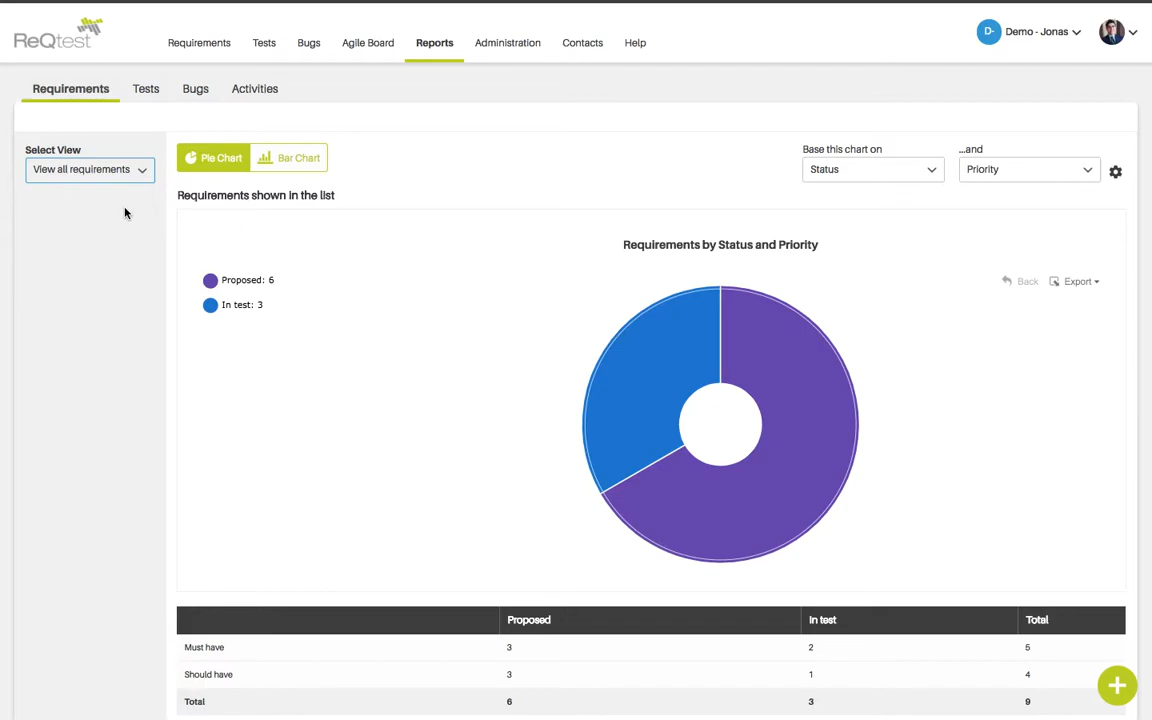 ReQtest
Requirements Tests Bugs Agile Board Reports Administration Contacts Help
D- Demo - Jonas
Requirements Tests Bugs Activities
Select View
View all requirements
Pie Chart Bar Chart
Base this chart on ...and
Status Priority
Requirements shown in the list
Requirements by Status and Priority
Proposed: 6
In test: 3
Back Export
Proposed In test Total
Must have 3 2 5
Should have 3 1 4
Total 6 3 9